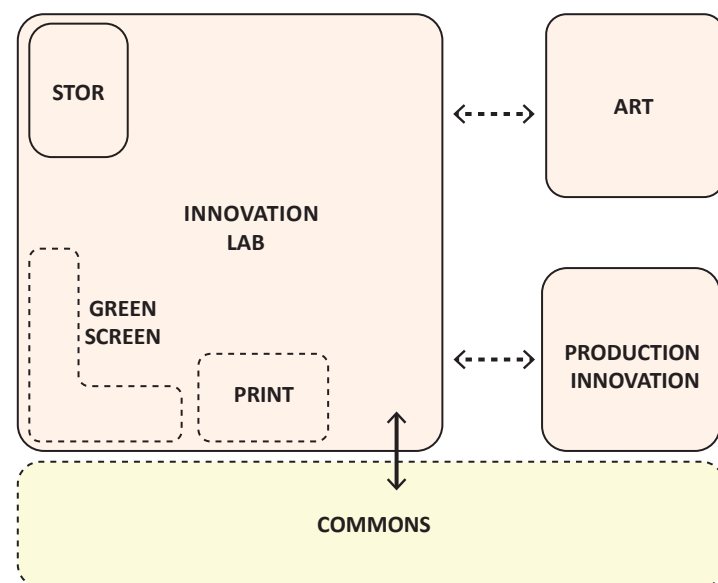 STOR
ART
INNOVATION
LAB
GREEN
SCREEN
PRODUCTION
INNOVATION
PRINT
COMMONS